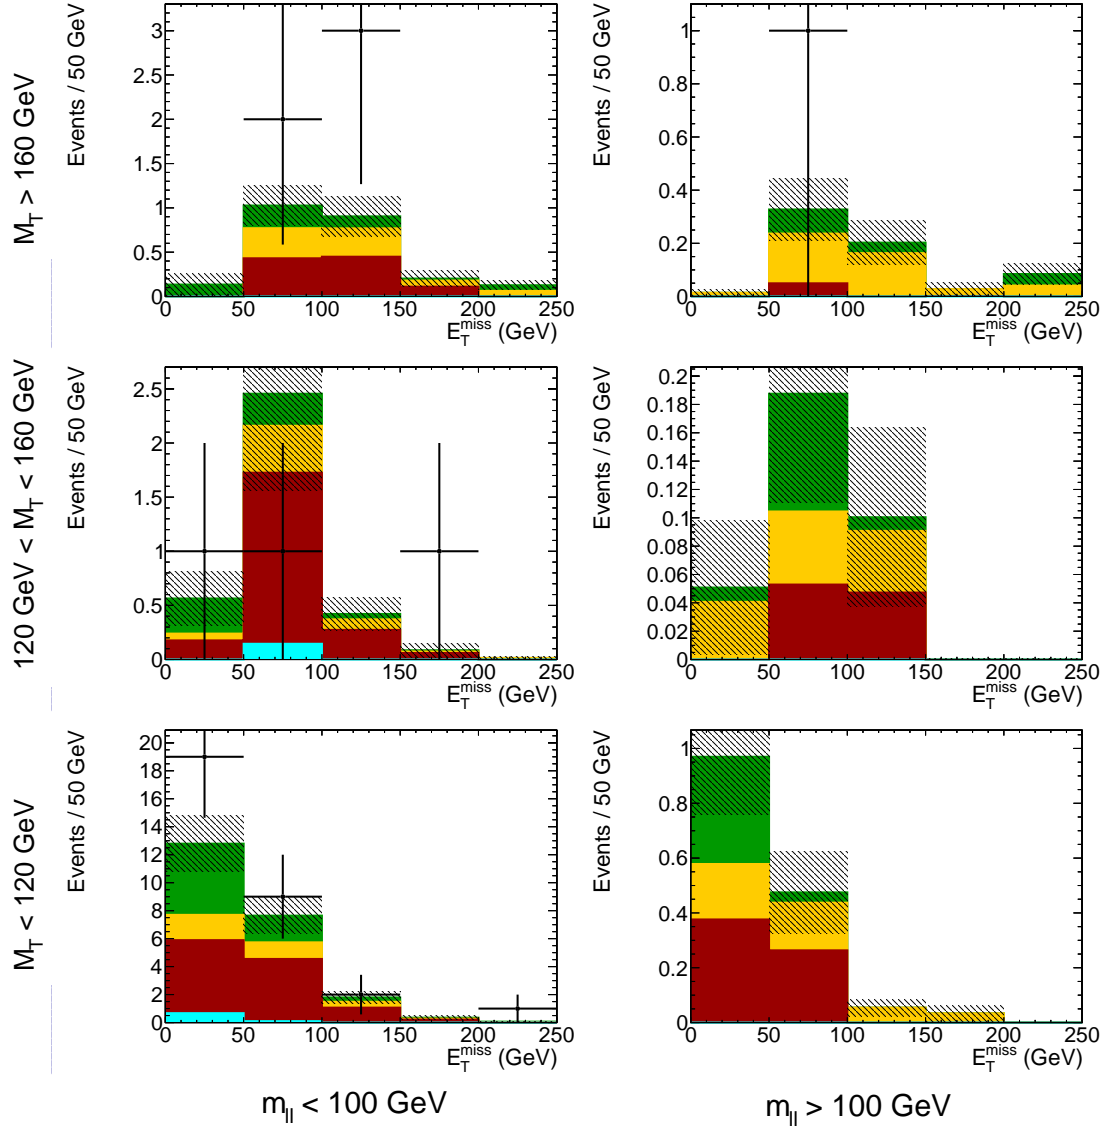 M_T > 160 GeV
Events / 50 GeV
3
2.5
2
1.5
1
0.5
0
0 50 100 150 200 250
E_T^miss (GeV)
Events / 50 GeV
1
0.8
0.6
0.4
0.2
0
0 50 100 150 200 250
E_T^miss (GeV)
120 GeV < M_T < 160 GeV
Events / 50 GeV
2.5
2
1.5
1
0.5
0
0 50 100 150 200 250
E_T^miss (GeV)
Events / 50 GeV
0.2
0.18
0.16
0.14
0.12
0.1
0.08
0.06
0.04
0.02
0
0 50 100 150 200 250
E_T^miss (GeV)
M_T < 120 GeV
Events / 50 GeV
20
18
16
14
12
10
8
6
4
2
0
0 50 100 150 200 250
E_T^miss (GeV)
Events / 50 GeV
1
0.8
0.6
0.4
0.2
0
0 50 100 150 200 250
E_T^miss (GeV)
m_ll < 100 GeV
m_ll > 100 GeV